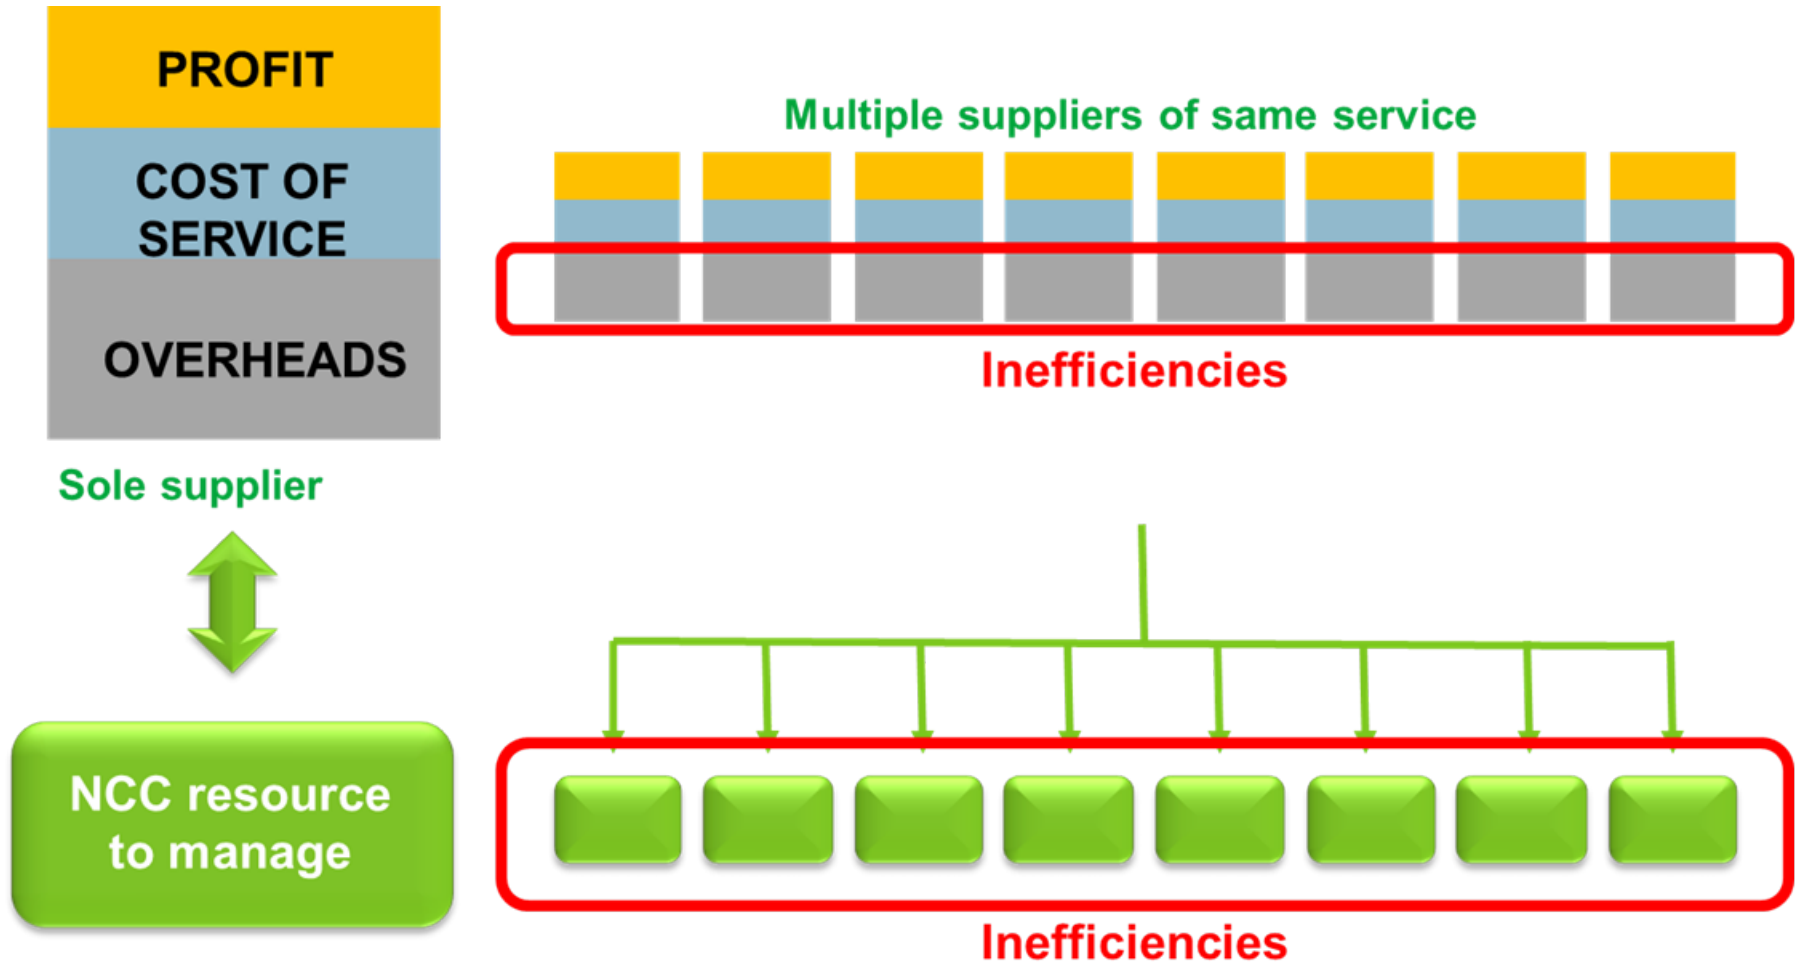 PROFIT
COST OF
SERVICE
OVERHEADS
Sole supplier
NCC resource
to manage
Multiple suppliers of same service
Inefficiencies
Inefficiencies